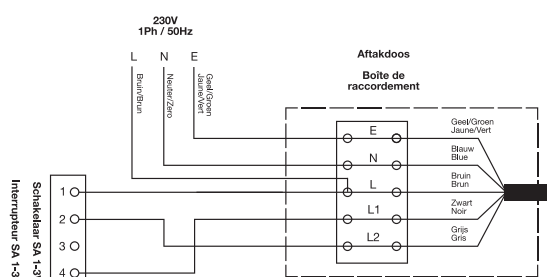 230V
1Ph / 50Hz
L N E
Bruin/Brun
Neuter/Zero
Geel/Groen
Jaune/Vert
Aftakdoos
Boîte de
raccordement
E
N
L
L1
L2
Geel/Groen
Jaune/Vert
Blauw
Blue
Bruin
Brun
Zwart
Noir
Grijs
Gris
Schakelaar SA 1-3
Interrupteur SA 1-3
1
2
3
4